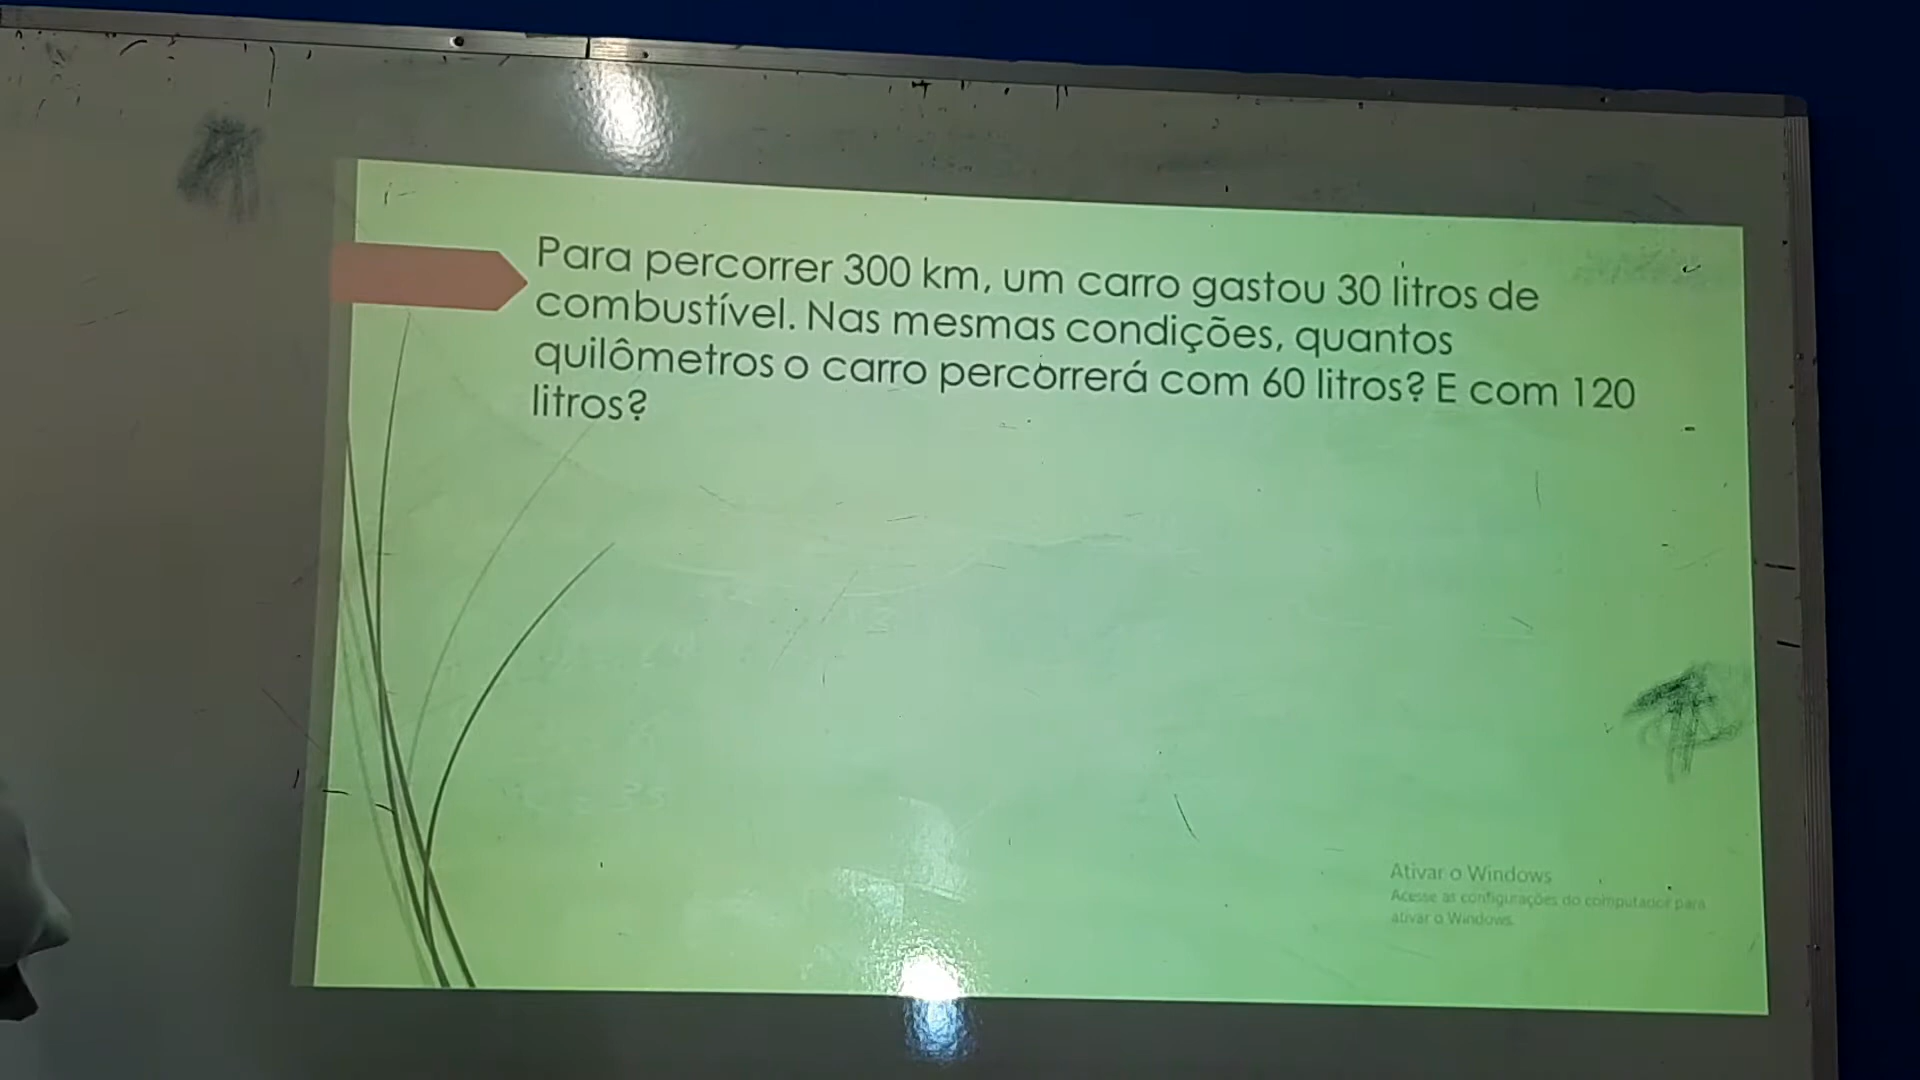 Para percorrer 300 km, um carro gastou 30 litros de
combustível. Nas mesmas condições, quantos
quilômetros o carro percorrerá com 60 litros? E com 120
litros?
Ativar o Windows
Acesse as configurações do computador para
ativar o Windows.